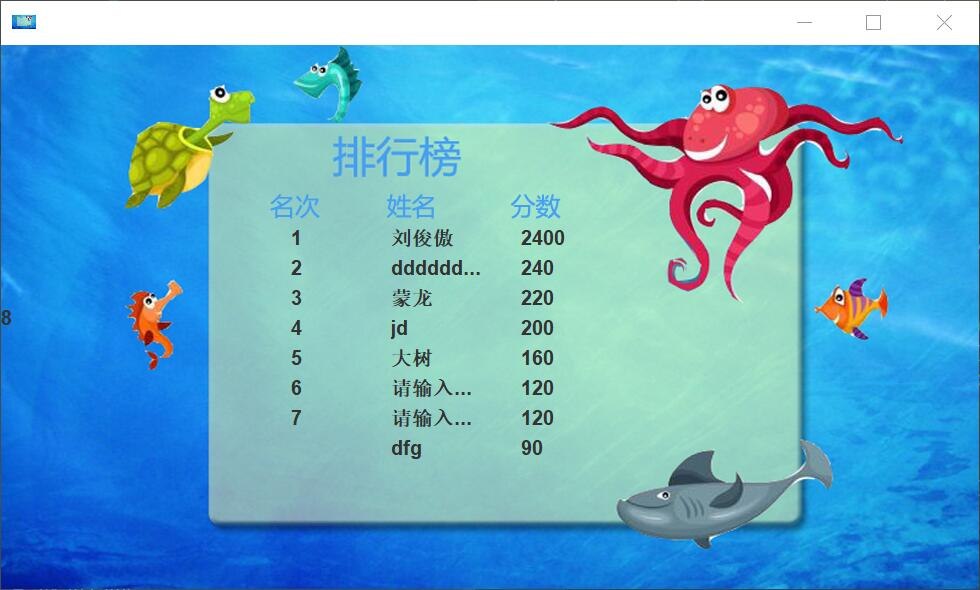 排行榜
名次 姓名 分数
1 刘俊傲 2400
2 dddddd... 240
3 蒙龙 220
8
4 jd 200
5 大树 160
6 请输入... 120
7 请输入... 120
dfg 90